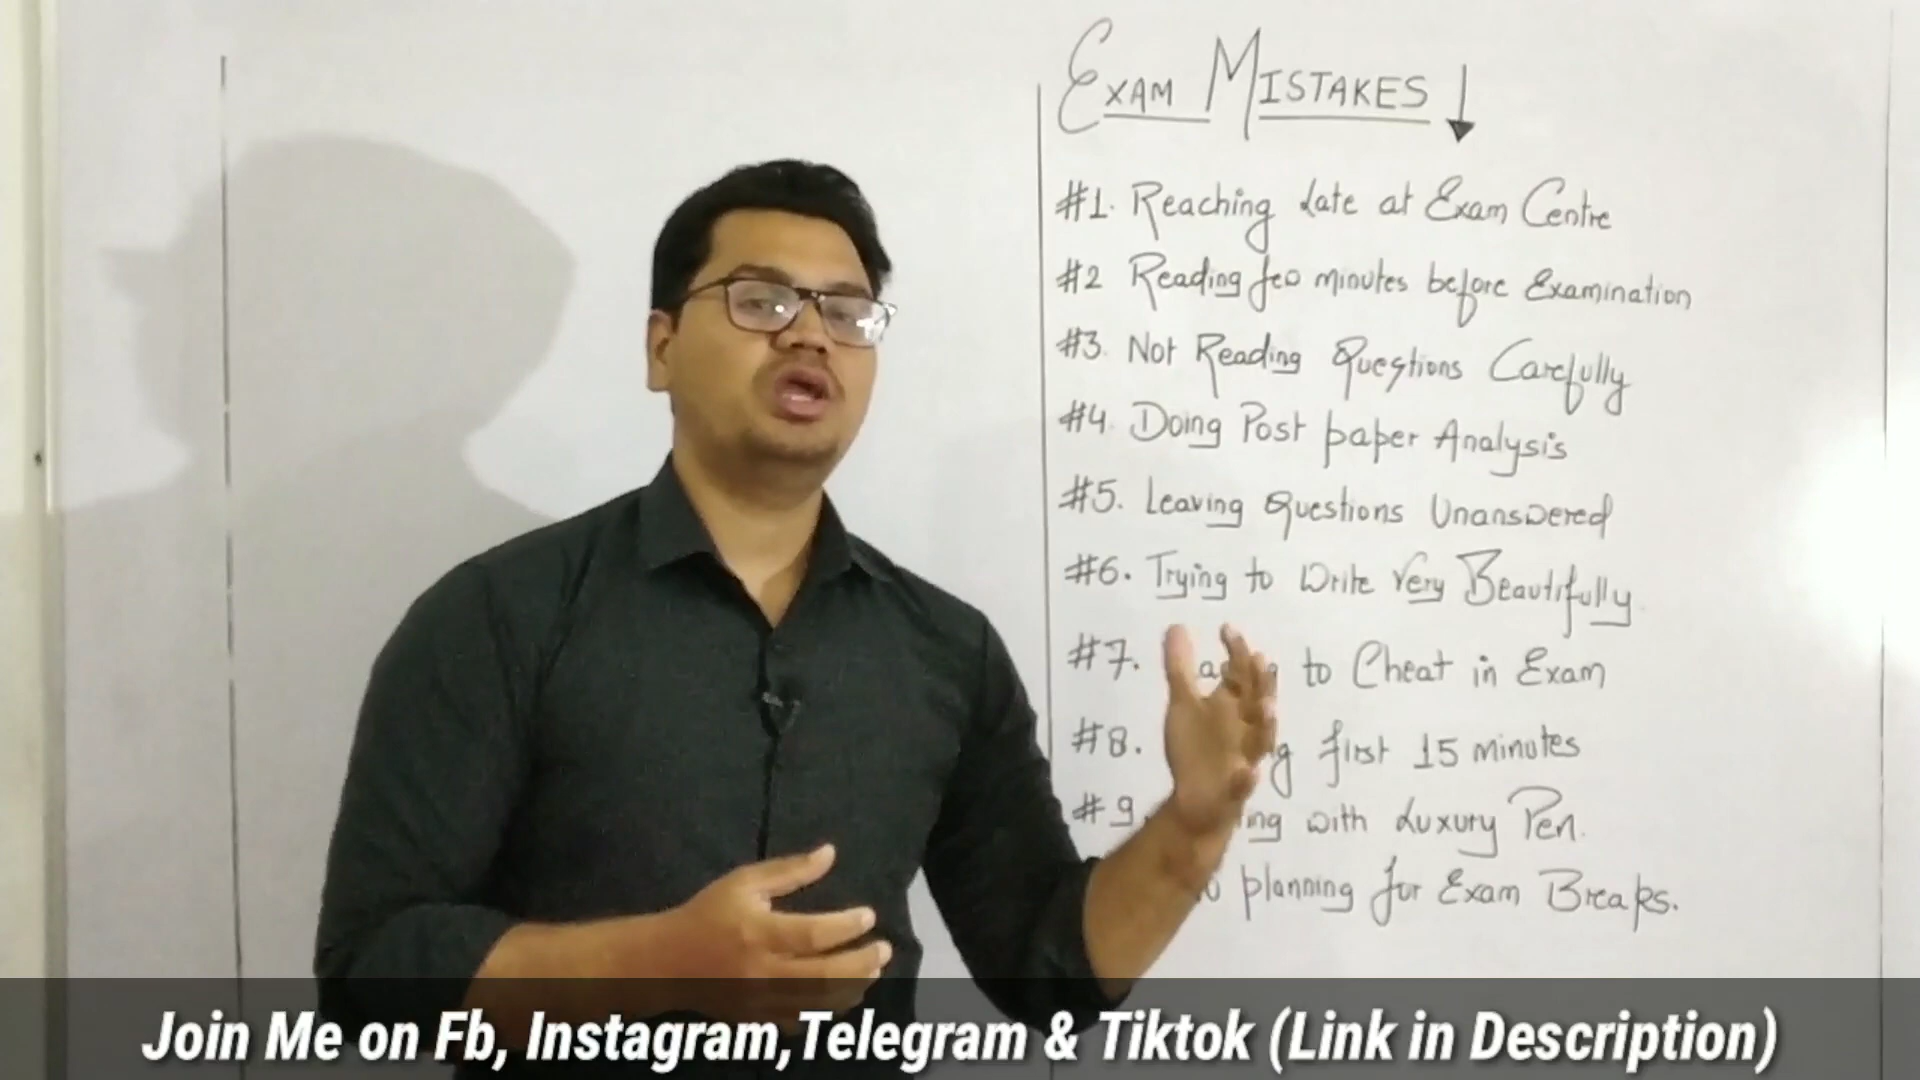 EXAM MISTAKES ↓
#1. Reaching Late at Exam Centre
#2 Reading few minutes before Examination
#3. Not Reading Questions Carefully
#4. Doing Post paper Analysis
#5. Leaving Questions Unanswered
#6. Trying to Write Very Beautifully
#7. to Cheat in Exam
#8. first 15 minutes
#9. with Luxury Pen.
planning for Exam Breaks.
Join Me on Fb, Instagram,Telegram & Tiktok (Link in Description)